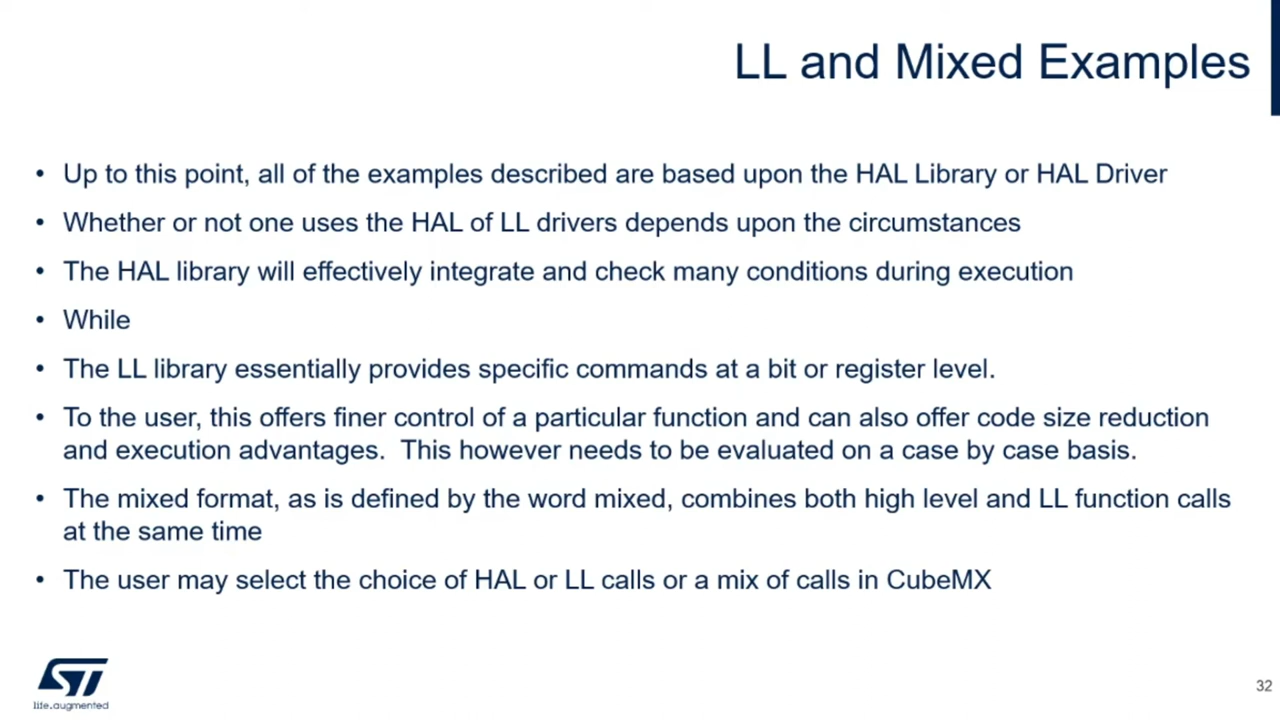 LL and Mixed Examples
• Up to this point, all of the examples described are based upon the HAL Library or HAL Driver
• Whether or not one uses the HAL of LL drivers depends upon the circumstances
• The HAL library will effectively integrate and check many conditions during execution
• While
• The LL library essentially provides specific commands at a bit or register level.
• To the user, this offers finer control of a particular function and can also offer code size reduction
and execution advantages.  This however needs to be evaluated on a case by case basis.
• The mixed format, as is defined by the word mixed, combines both high level and LL function calls
at the same time
• The user may select the choice of HAL or LL calls or a mix of calls in CubeMX
ST
life.augmented
32